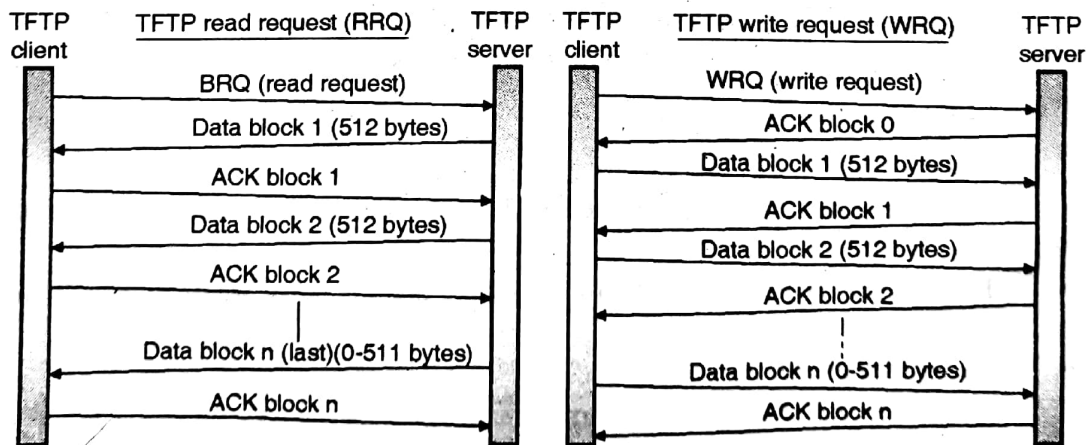 TFTP client
TFTP read request (RRQ)
TFTP server
BRQ (read request)
Data block 1 (512 bytes)
ACK block 1
Data block 2 (512 bytes)
ACK block 2
Data block n (last)(0-511 bytes)
ACK block n
TFTP client
TFTP write request (WRQ)
TFTP server
WRQ (write request)
ACK block 0
Data block 1 (512 bytes)
ACK block 1
Data block 2 (512 bytes)
ACK block 2
Data block n (0-511 bytes)
ACK block n